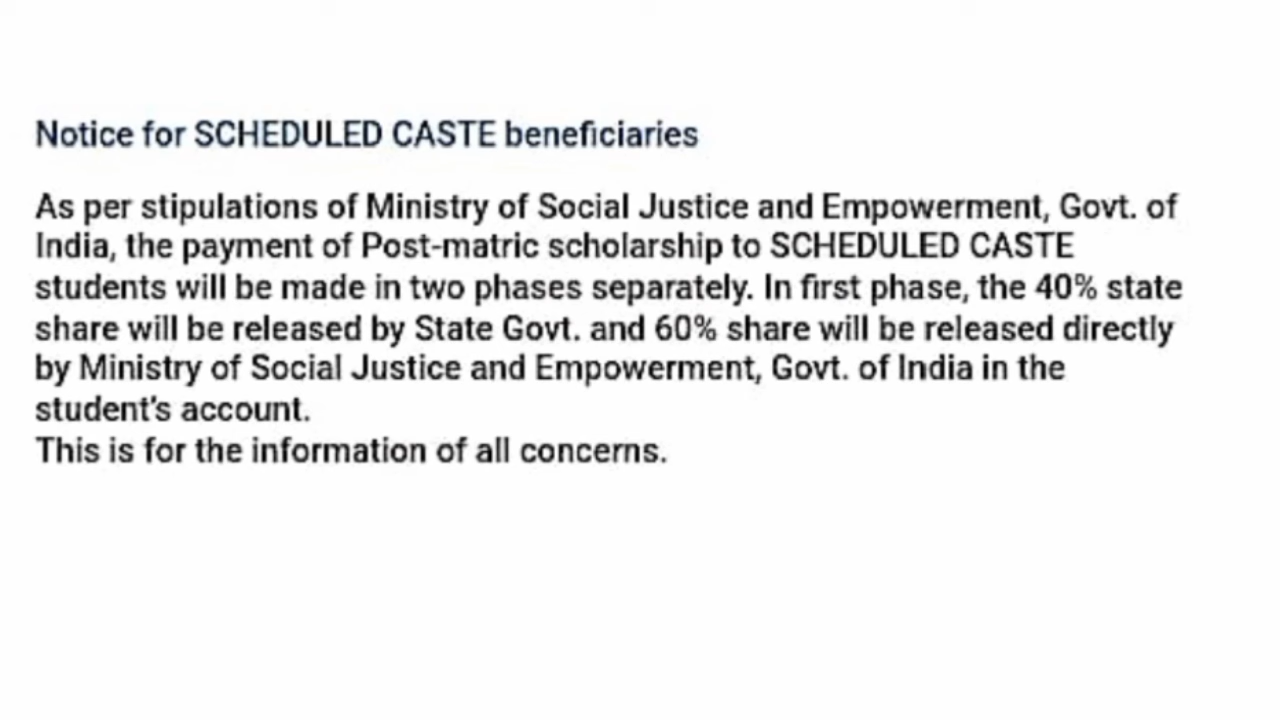 Notice for SCHEDULED CASTE beneficiaries
As per stipulations of Ministry of Social Justice and Empowerment, Govt. of
India, the payment of Post-matric scholarship to SCHEDULED CASTE
students will be made in two phases separately. In first phase, the 40% state
share will be released by State Govt. and 60% share will be released directly
by Ministry of Social Justice and Empowerment, Govt. of India in the
student's account.
This is for the information of all concerns.